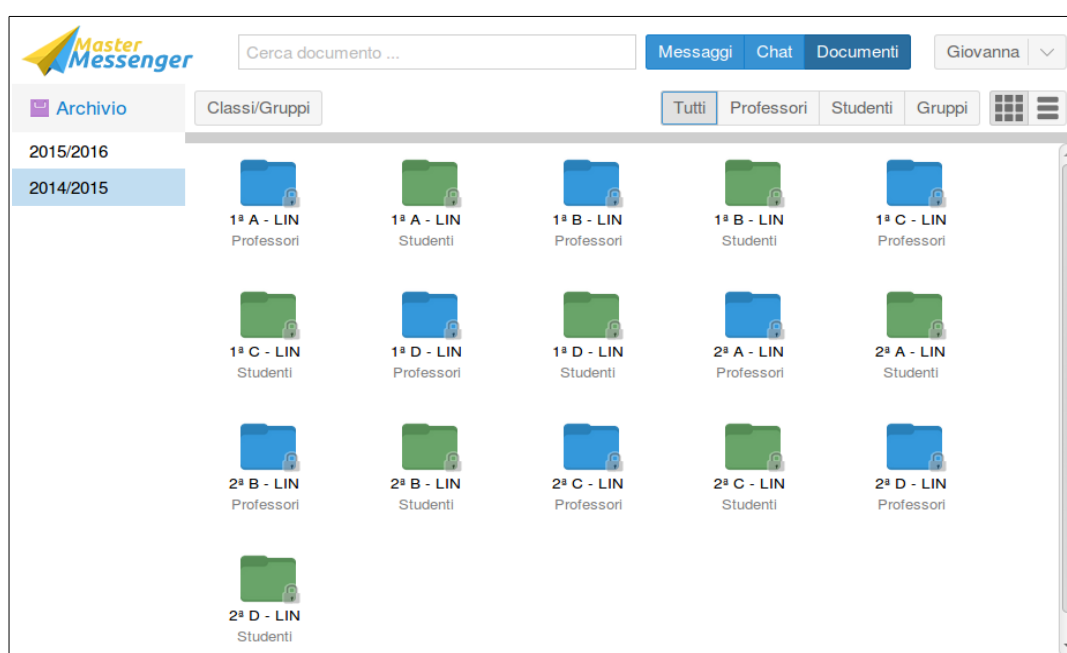 Master
Messenger
Cerca documento ...
Messaggi Chat Documenti
Giovanna
Archivio
Classi/Gruppi
Tutti Professori Studenti Gruppi
2015/2016
2014/2015
1ª A - LIN 1ª A - LIN 1ª B - LIN 1ª B - LIN 1ª C - LIN
Professori Studenti Professori Studenti Professori
1ª C - LIN 1ª D - LIN 1ª D - LIN 2ª A - LIN 2ª A - LIN
Studenti Professori Studenti Professori Studenti
2ª B - LIN 2ª B - LIN 2ª C - LIN 2ª C - LIN 2ª D - LIN
Professori Studenti Professori Studenti Professori
2ª D - LIN
Studenti